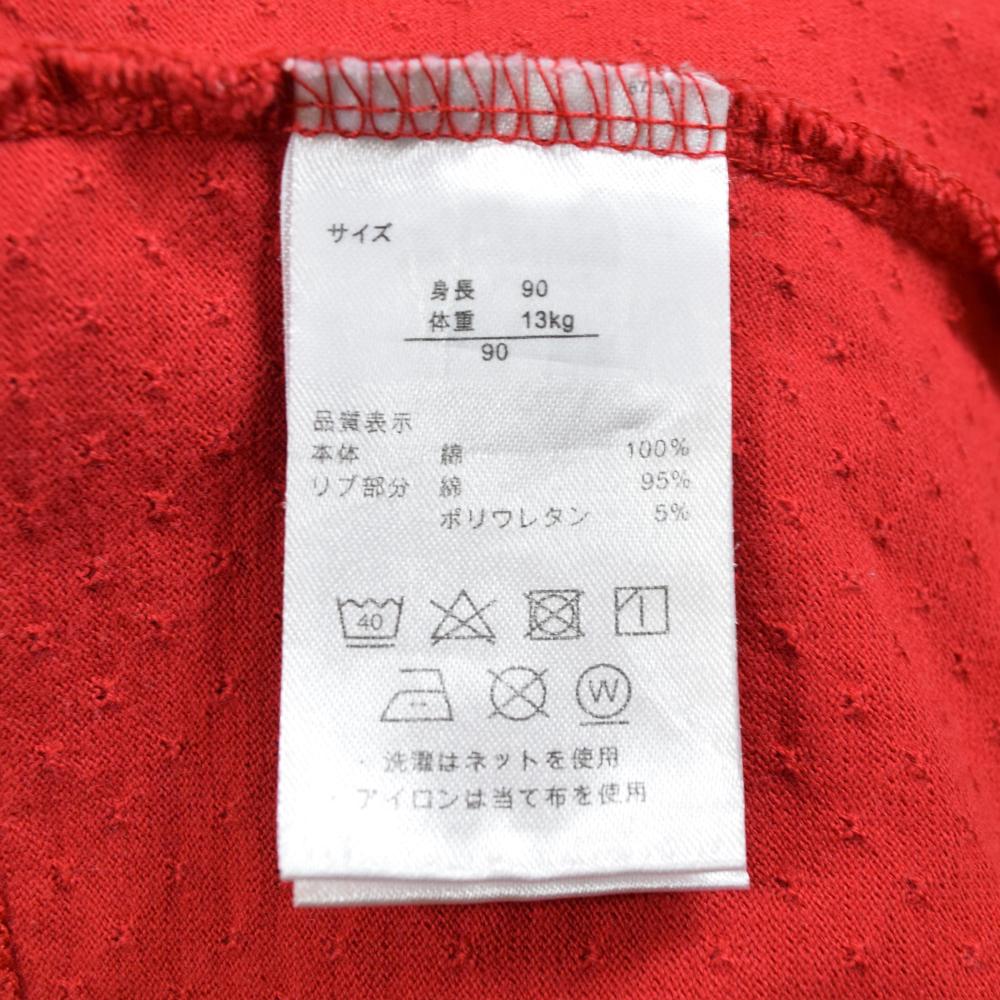 サイズ
身長 90
体重 13kg
90
品質表示
本体 綿 100%
リブ部分 綿 95%
ポリウレタン 5%
40
W
・洗濯はネットを使用
・アイロンは当て布を使用